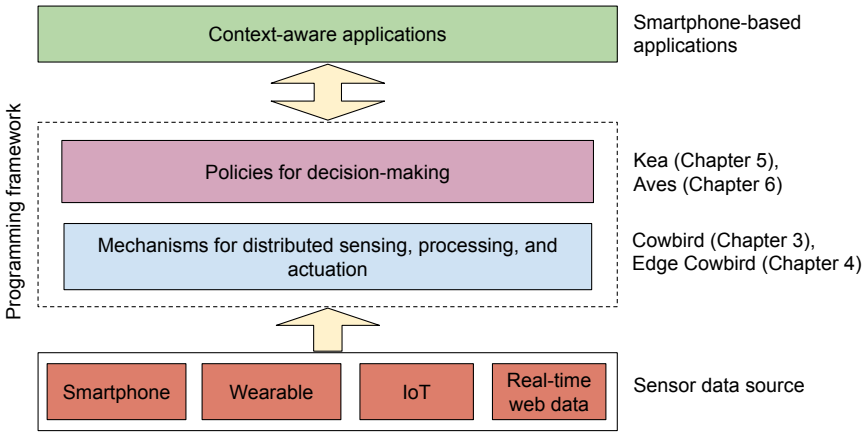 Context-aware applications
Smartphone-based
applications
Programming framework
Policies for decision-making
Kea (Chapter 5),
Aves (Chapter 6)
Mechanisms for distributed sensing, processing, and
actuation
Cowbird (Chapter 3),
Edge Cowbird (Chapter 4)
Smartphone
Wearable
IoT
Real-time
web data
Sensor data source